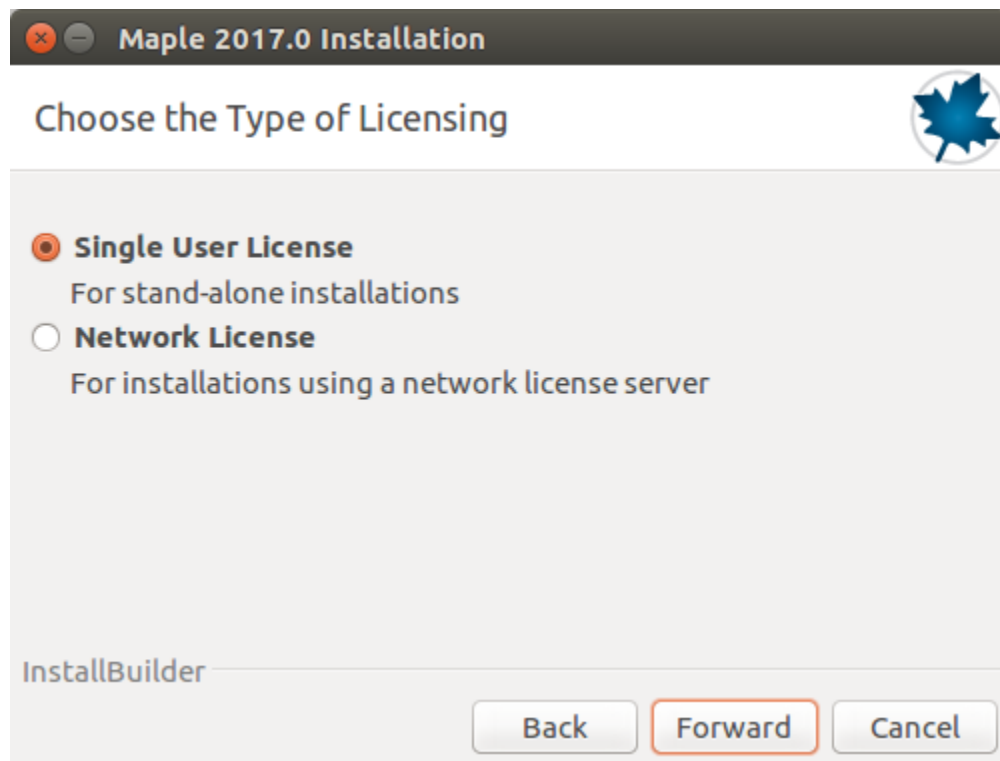 Maple 2017.0 Installation
Choose the Type of Licensing
Single User License
For stand-alone installations
Network License
For installations using a network license server
InstallBuilder
Back Forward Cancel